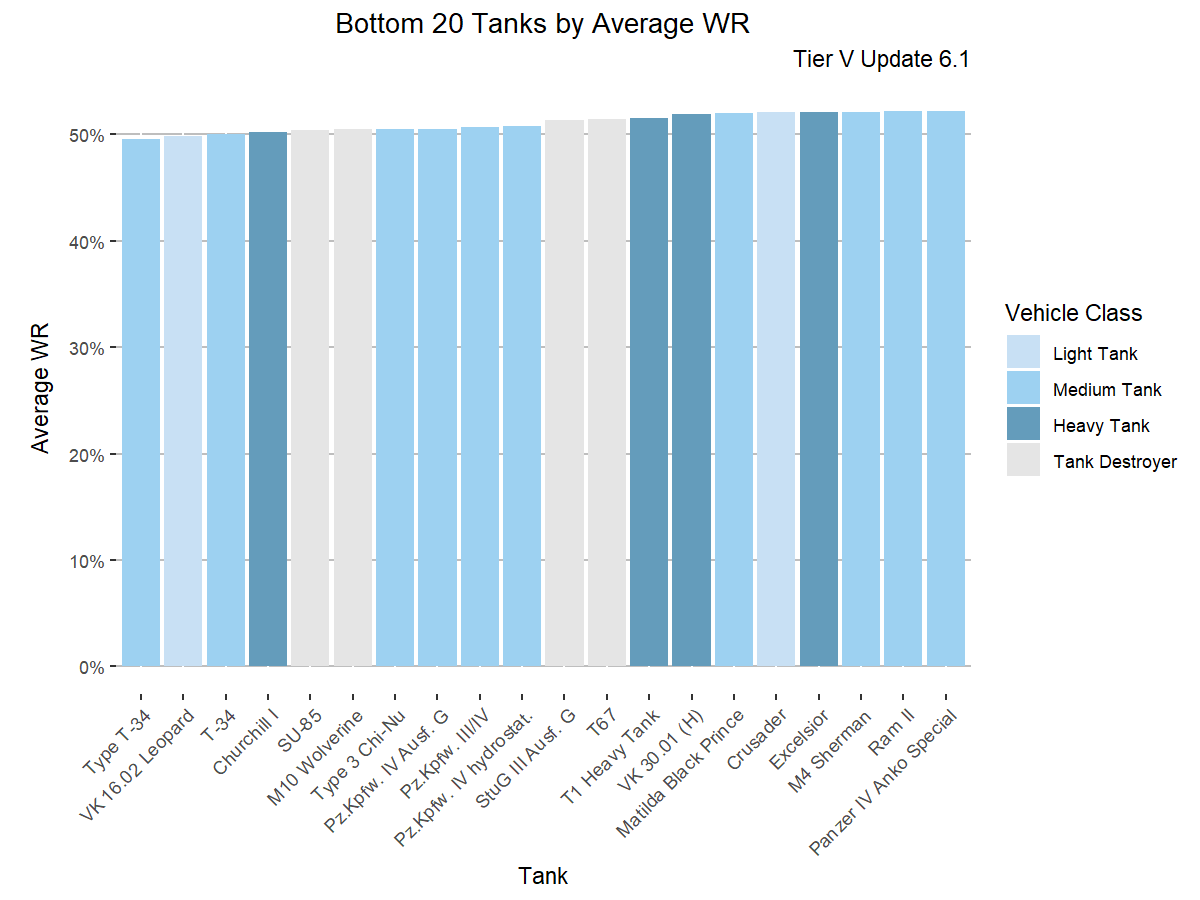 Bottom 20 Tanks by Average WR
Tier V Update 6.1
Average WR
50%
40%
30%
20%
10%
0%
Type T-34
VK 16.02 Leopard
T-34
Churchill I
SU-85
M10 Wolverine
Type 3 Chi-Nu
Pz.Kpfw. IV Ausf. G
Pz.Kpfw. III/IV
Pz.Kpfw. IV hydrostat.
StuG III Ausf. G
T67
T1 Heavy Tank
VK 30.01 (H)
Matilda Black Prince
Crusader
Excelsior
M4 Sherman
Ram II
Panzer IV Anko Special
Tank
Vehicle Class
Light Tank
Medium Tank
Heavy Tank
Tank Destroyer